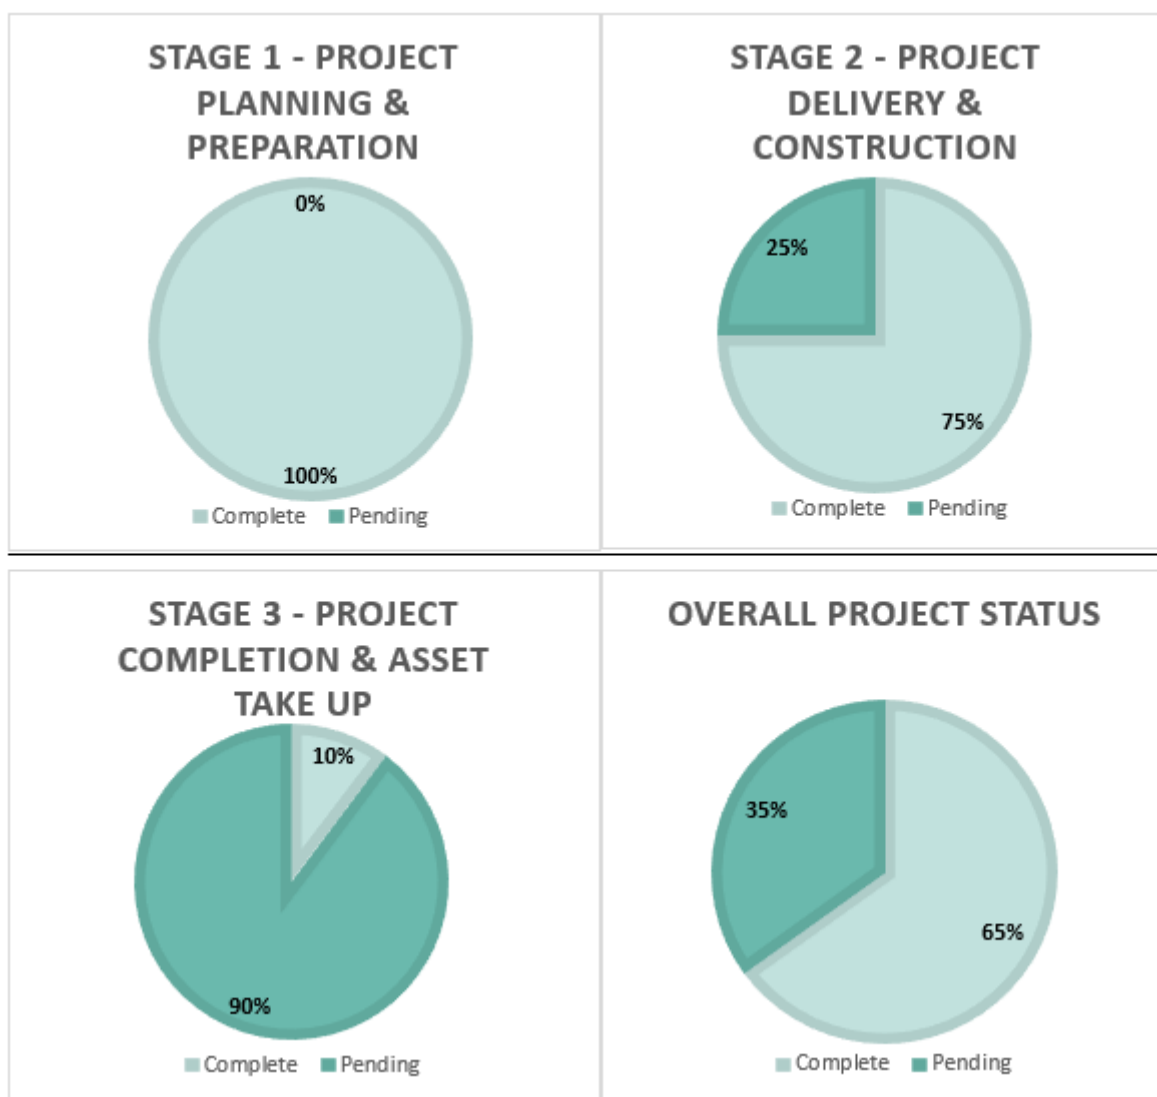 STAGE 1 - PROJECT
PLANNING &
PREPARATION
0%
100%
Complete Pending
STAGE 2 - PROJECT
DELIVERY &
CONSTRUCTION
25%
75%
Complete Pending
STAGE 3 - PROJECT
COMPLETION & ASSET
TAKE UP
10%
90%
Complete Pending
OVERALL PROJECT STATUS
35%
65%
Complete Pending